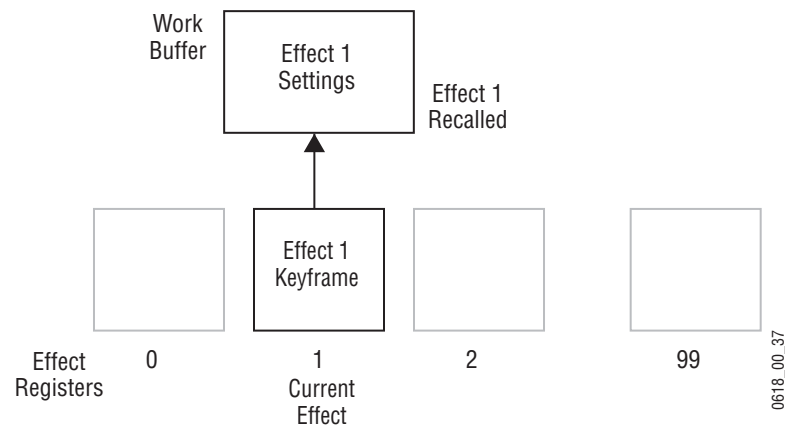 Work
Buffer
Effect 1
Settings
Effect 1
Recalled
Effect 1
Keyframe
Effect
Registers
0
1
2
99
Current
Effect
0618_00_37